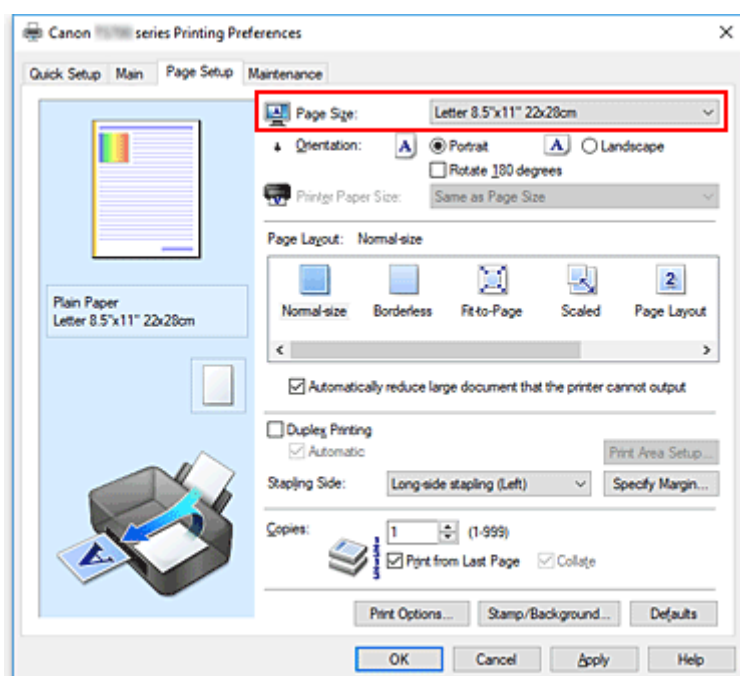 Canon series Printing Preferences
Quick Setup Main Page Setup Maintenance
Page Size: Letter 8.5"x11" 22x28cm
Orientation: A Portrait A Landscape
Rotate 180 degrees
Printer Paper Size: Same as Page Size
Page Layout: Normal-size
2
Normal-size Borderless Fit-to-Page Scaled Page Layout
Plain Paper
Letter 8.5"x11" 22x28cm
Automatically reduce large document that the printer cannot output
Duplex Printing
Automatic
Print Area Setup...
Stapling Side: Long-side stapling (Left) Specify Margin...
Copies: 1 (1-999)
Print from Last Page Collate
A
Print Options... Stamp/Background... Defaults
OK Cancel Apply Help